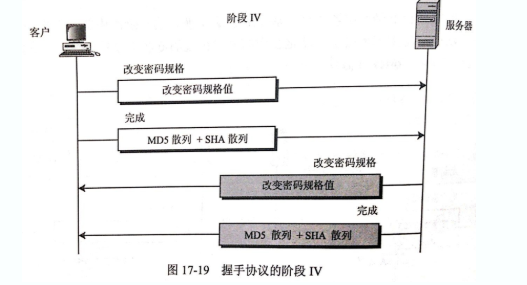 阶段 IV
客户
服务器
改变密码规格
改变密码规格值
完成
MD5 散列 + SHA 散列
改变密码规格
改变密码规格值
完成
MD5 散列 + SHA 散列
图 17-19 握手协议的阶段 IV